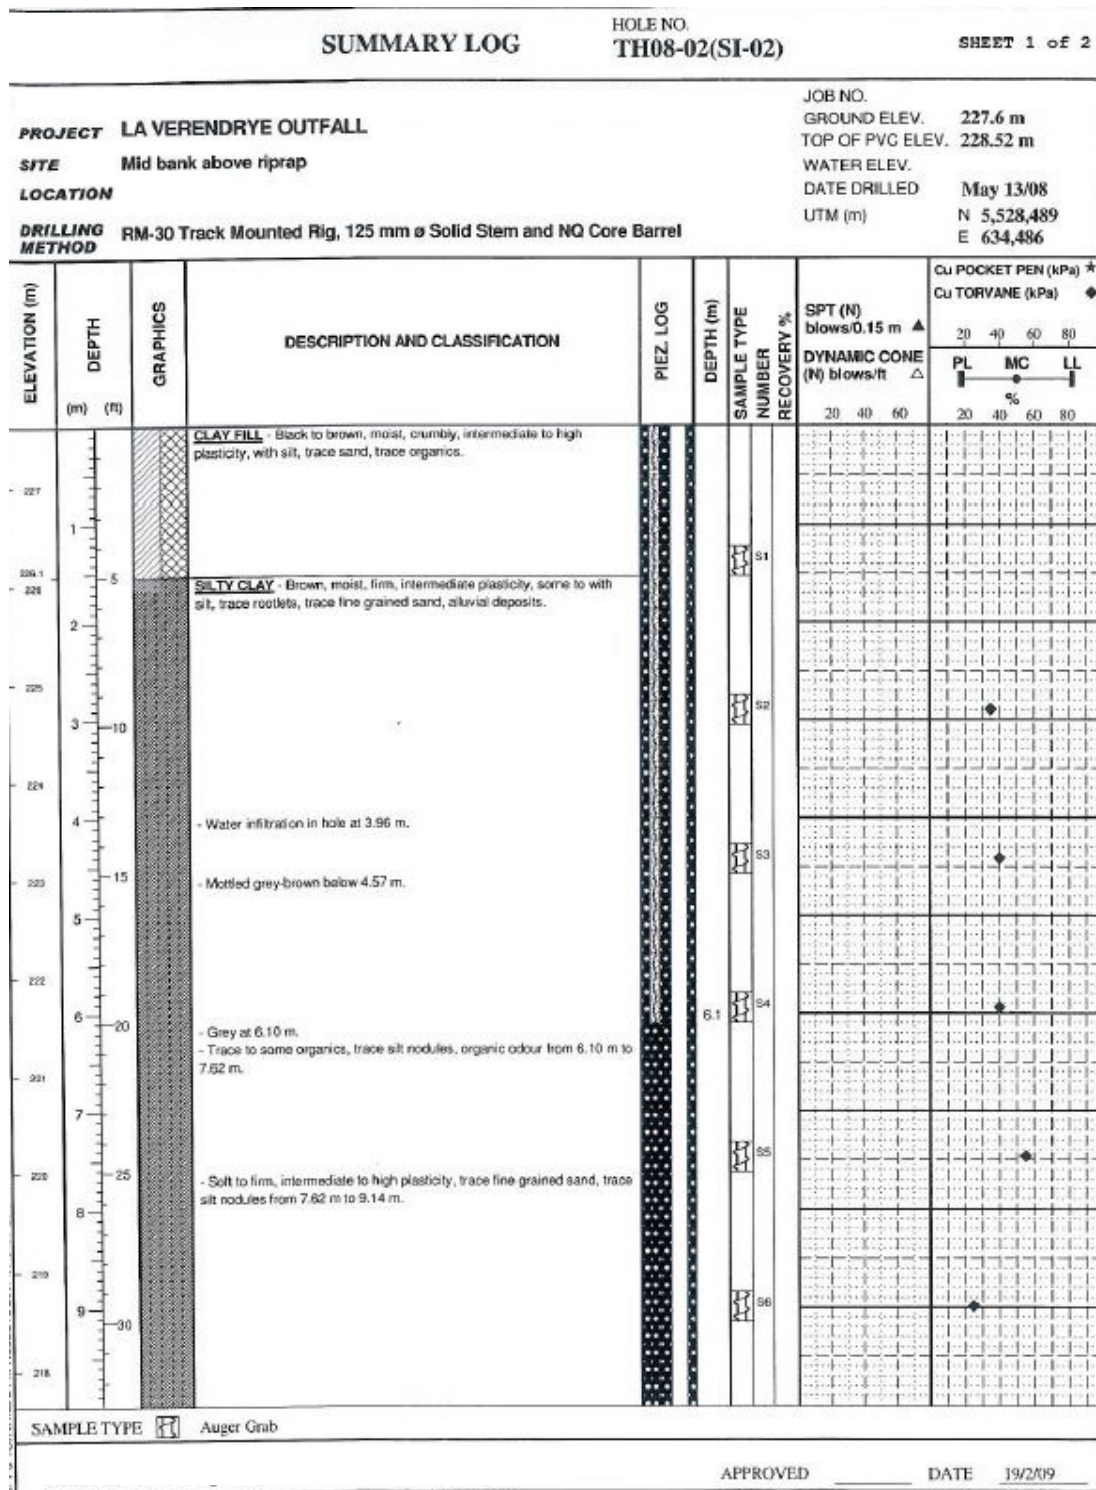 SUMMARY LOG
HOLE NO.
TH08-02(SI-02)
SHEET 1 of 2
PROJECT LA VERENDRYE OUTFALL
SITE Mid bank above riprap
LOCATION
DRILLING METHOD RM-30 Track Mounted Rig, 125 mm ø Solid Stem and NQ Core Barrel
JOB NO.
GROUND ELEV. 227.6 m
TOP OF PVC ELEV. 228.52 m
WATER ELEV.
DATE DRILLED May 13/08
UTM (m) N 5,528,489
E 634,486
ELEVATION (m)
DEPTH
(m) (ft)
GRAPHICS
DESCRIPTION AND CLASSIFICATION
PIEZ. LOG
DEPTH (m)
SAMPLE TYPE
NUMBER
RECOVERY %
SPT (N)
blows/0.15 m ▲
DYNAMIC CONE
(N) blows/ft △
20 40 60
Cu POCKET PEN (kPa) ★
Cu TORVANE (kPa) ◆
20 40 60 80
PL MC LL
%
20 40 60 80
CLAY FILL - Black to brown, moist, crumbly, intermediate to high
plasticity, with silt, trace sand, trace organics.
227
1
S1
226.1
5
226
SILTY CLAY - Brown, moist, firm, intermediate plasticity, some to with
silt, trace rootlets, trace fine grained sand, alluvial deposits.
2
225
S2
3
10
224
4
- Water infiltration in hole at 3.96 m.
S3
15
223
- Mottled grey-brown below 4.57 m.
5
222
S4
6
6.1
20
- Grey at 6.10 m.
- Trace to some organics, trace silt nodules, organic odour from 6.10 m to
7.62 m.
221
7
S5
220
25
- Soft to firm, intermediate to high plasticity, trace fine grained sand, trace
silt nodules from 7.62 m to 9.14 m.
8
219
S6
9
30
218
SAMPLE TYPE Auger Grab
APPROVED
DATE 19/2/09